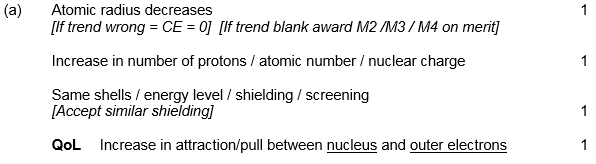 (a) Atomic radius decreases 1
[If trend wrong = CE = 0] [If trend blank award M2 /M3 / M4 on merit]
Increase in number of protons / atomic number / nuclear charge 1
Same shells / energy level / shielding / screening
[Accept similar shielding] 1
QoL Increase in attraction/pull between nucleus and outer electrons 1